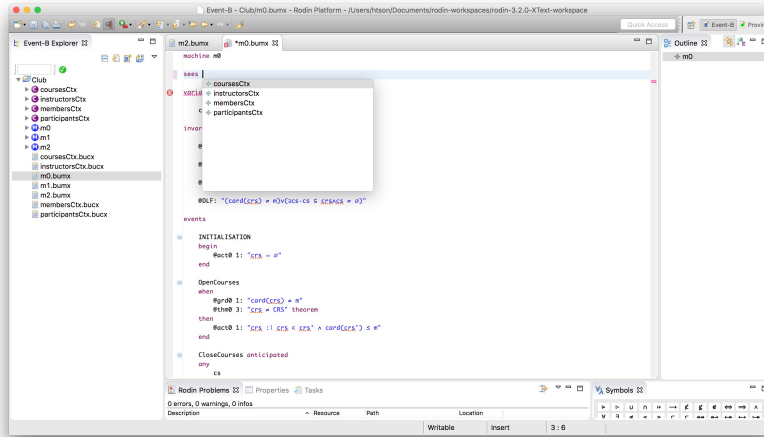 Event-B - Club/m0.bumx - Rodin Platform - /Users/htson/Documents/rodin-workspaces/rodin-3.2.0-XText-workspace
Quick Access
Event-B
Provin
Event-B Explorer
Club
coursesCtx
instructorsCtx
membersCtx
participantsCtx
m0
m1
m2
coursesCtx.bucx
instructorsCtx.bucx
m0.bumx
m1.bumx
m2.bumx
membersCtx.bucx
participantsCtx.bucx
m2.bumx
*m0.bumx
machine m0
sees
coursesCtx
instructorsCtx
membersCtx
participantsCtx
varia
c
invar
@
@
@
@DLF: "(card(crs) ≠ m)∨(∃cs·cs ⊆ crs∧cs ≠ ∅)"
events
INITIALISATION
begin
@act0 1: "crs ≔ ∅"
end
OpenCourses
when
@grd0 1: "card(crs) ≠ m"
@thm0 3: "crs ≠ CRS" theorem
then
@act0 1: "crs :∣ crs ⊂ crs' ∧ card(crs') ≤ m"
end
CloseCourses anticipated
any
cs
Outline
m0
Rodin Problems
Properties
Tasks
0 errors, 0 warnings, 0 infos
Description Resource Path Location
Symbols
Writable Insert 3 : 6